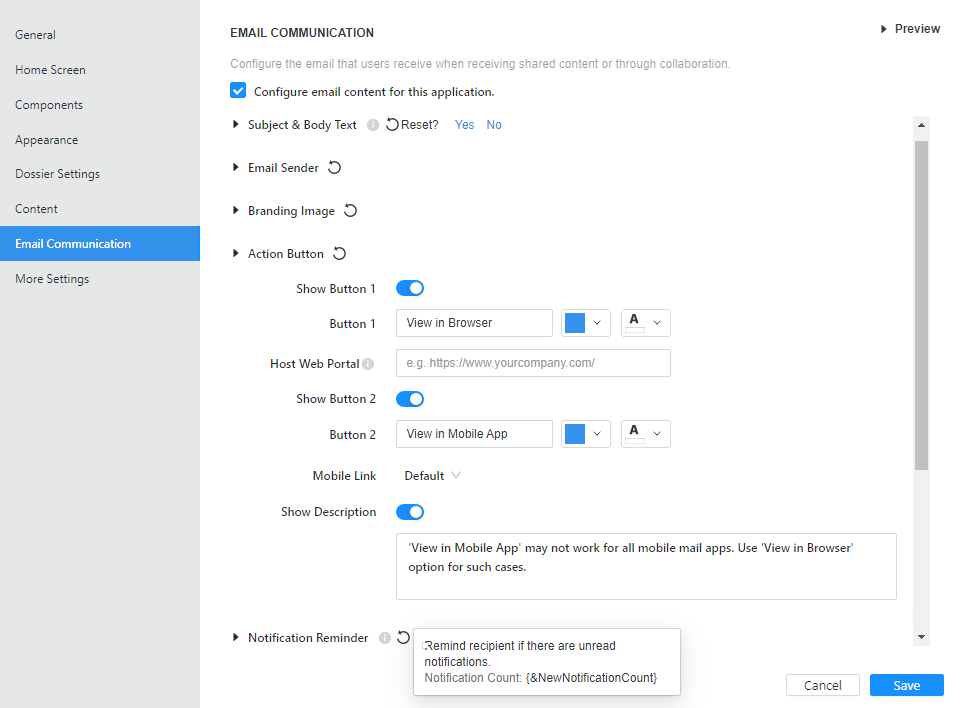 General
Home Screen
Components
Appearance
Dossier Settings
Content
Email Communication
More Settings
EMAIL COMMUNICATION
Preview
Configure the email that users receive when receiving shared content or through collaboration.
Configure email content for this application.
Subject & Body Text i Reset? Yes No
Email Sender
Branding Image
Action Button
Show Button 1
Button 1 View in Browser A
Host Web Portal i e.g. https://www.yourcompany.com/
Show Button 2
Button 2 View in Mobile App A
Mobile Link Default
Show Description
'View in Mobile App' may not work for all mobile mail apps. Use 'View in Browser'
option for such cases.
Notification Reminder i
Remind recipient if there are unread
notifications.
Notification Count: {&NewNotificationCount}
Cancel Save